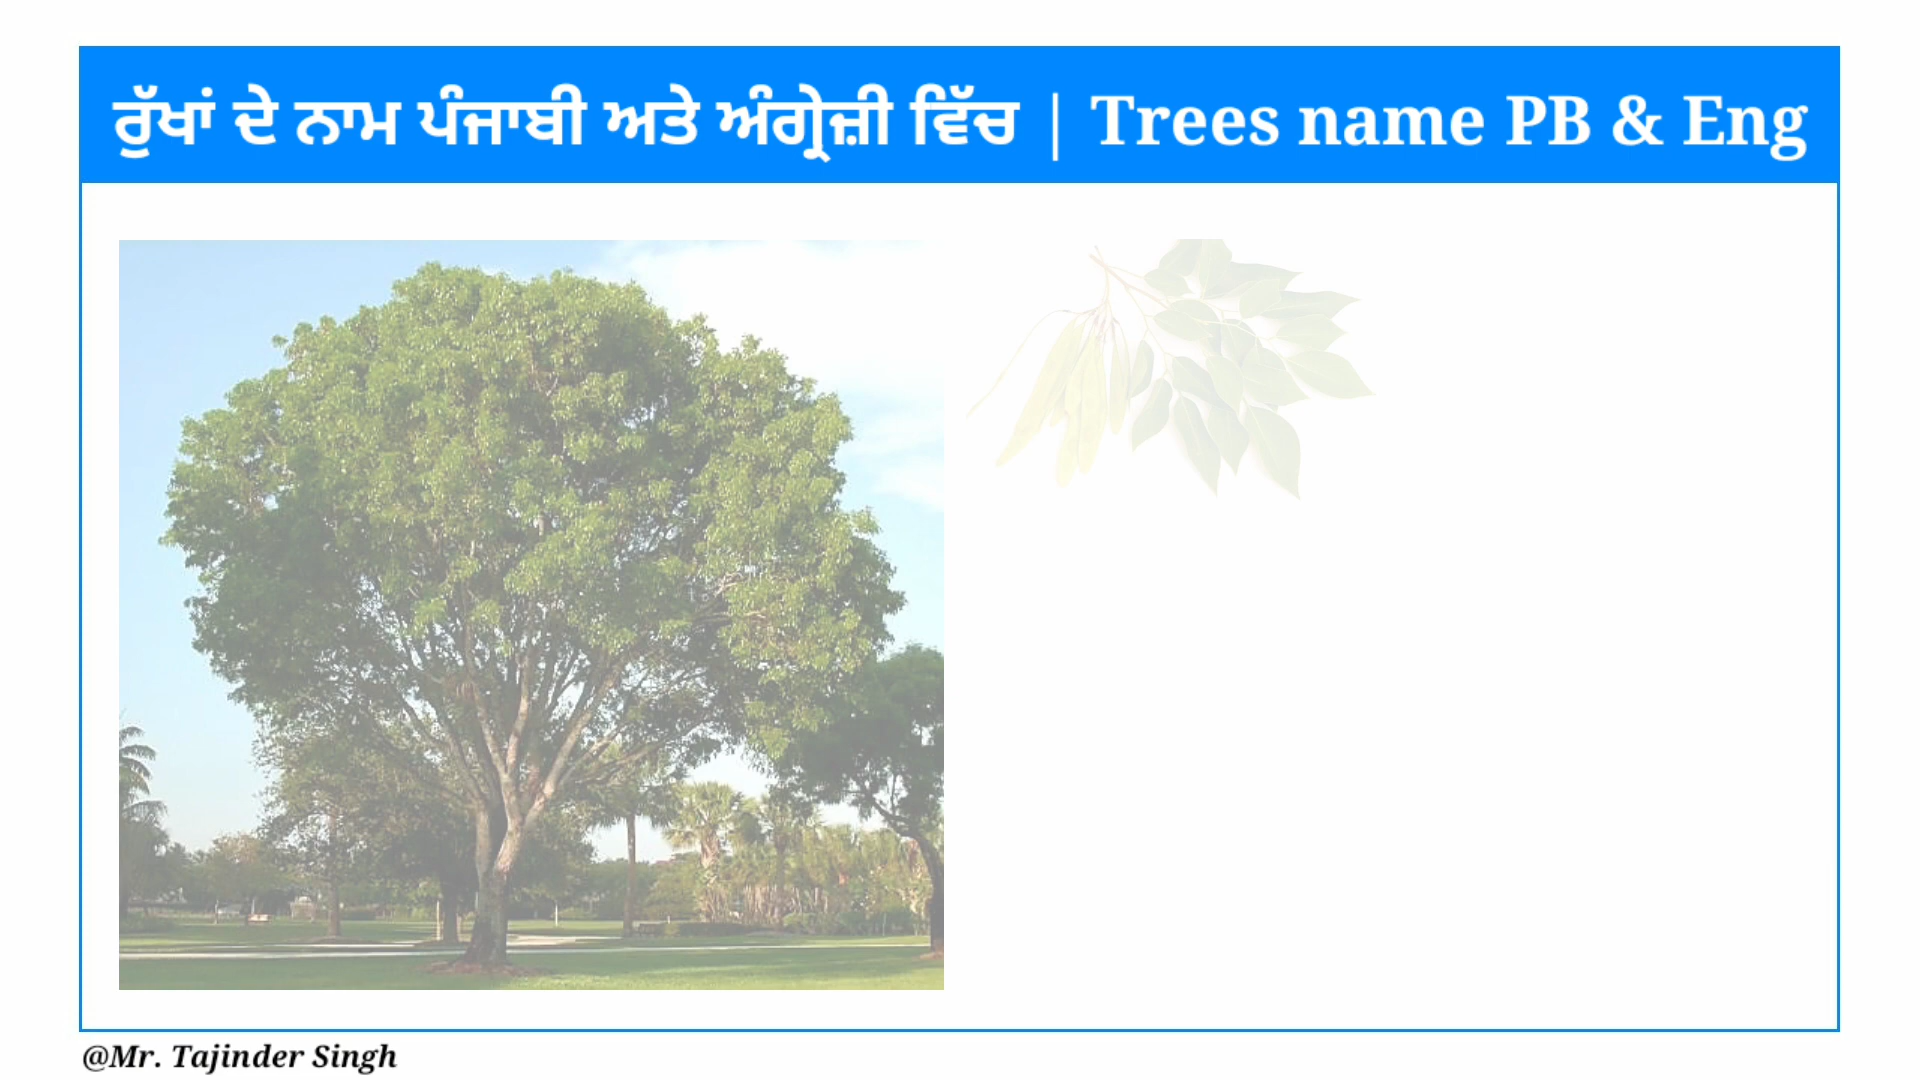 ਰੁੱਖਾਂ ਦੇ ਨਾਮ ਪੰਜਾਬੀ ਅਤੇ ਅੰਗ੍ਰੇਜ਼ੀ ਵਿੱਚ | Trees name PB & Eng
@Mr. Tajinder Singh